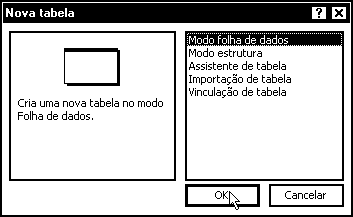 Nova tabela
Cria uma nova tabela no modo
Folha de dados.
Modo folha de dados
Modo estrutura
Assistente de tabela
Importação de tabela
Vinculação de tabela
OK
Cancelar